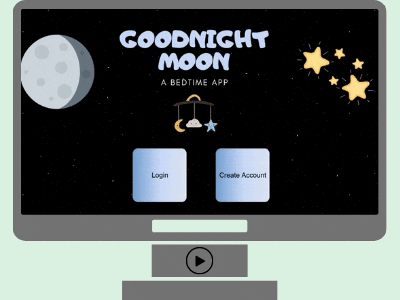 GOODNIGHT
MOON
A BEDTIME APP
Login
Create Account